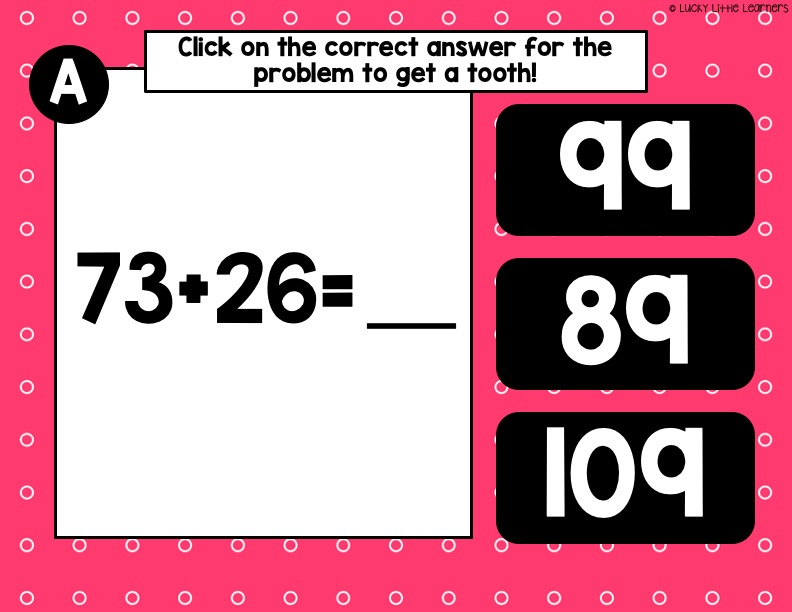 © Lucky Little Learners
Click on the correct answer for the
problem to get a tooth!
A
73+26= __
99
89
109